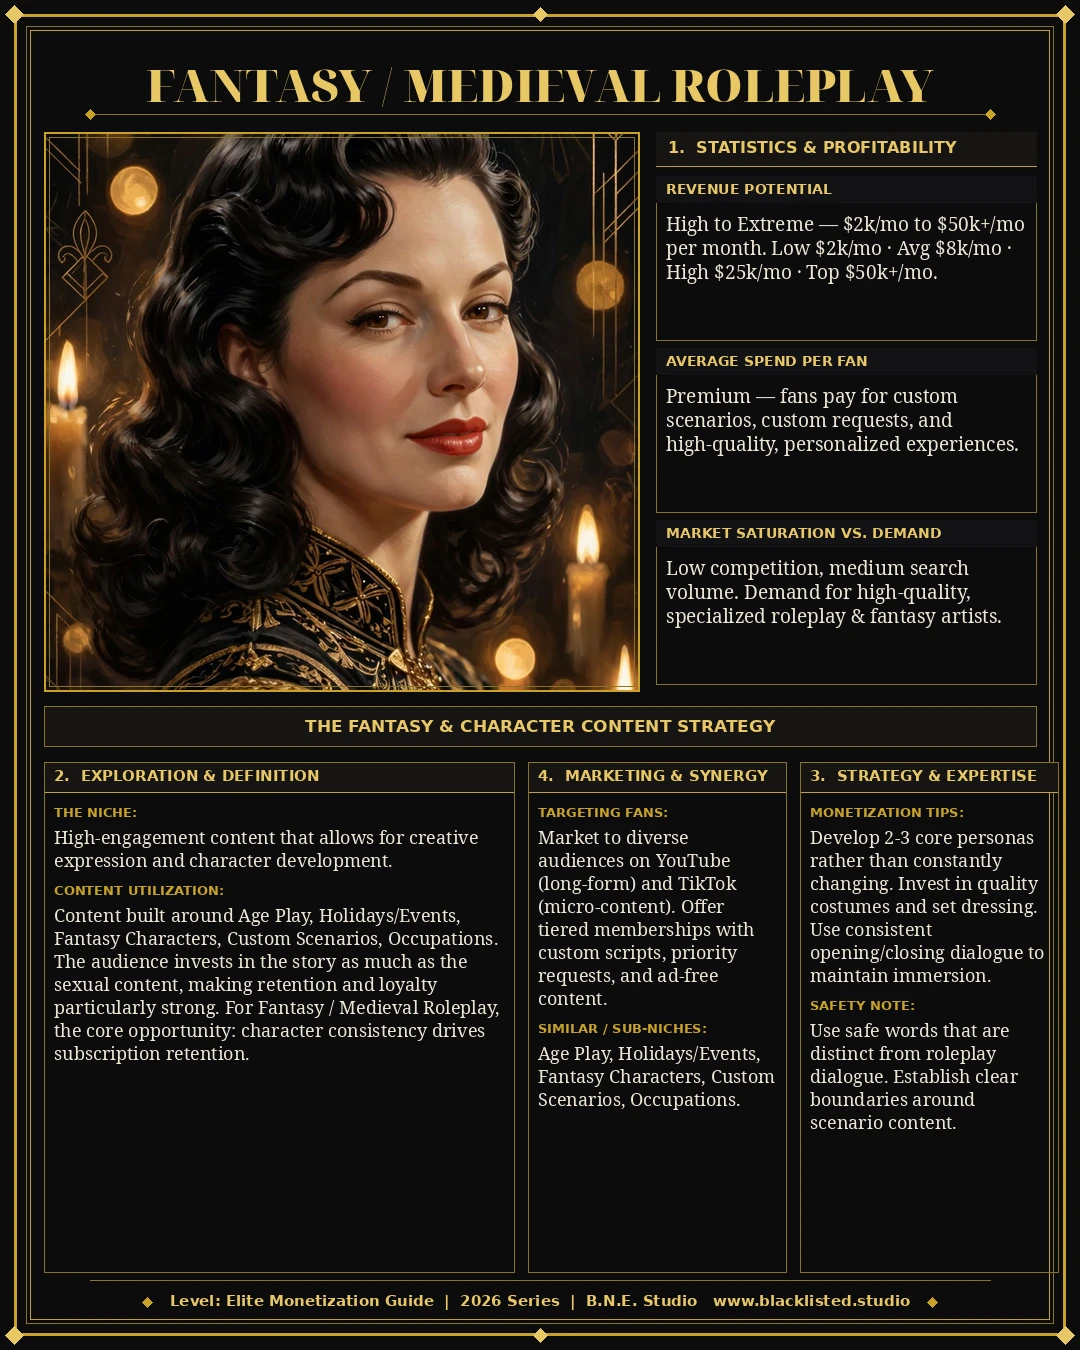 FANTASY / MEDIEVAL ROLEPLAY
1. STATISTICS & PROFITABILITY
REVENUE POTENTIAL
High to Extreme — $2k/mo to $50k+/mo
per month. Low $2k/mo · Avg $8k/mo ·
High $25k/mo · Top $50k+/mo.
AVERAGE SPEND PER FAN
Premium — fans pay for custom
scenarios, custom requests, and
high-quality, personalized experiences.
MARKET SATURATION VS. DEMAND
Low competition, medium search
volume. Demand for high-quality,
specialized roleplay & fantasy artists.
THE FANTASY & CHARACTER CONTENT STRATEGY
2. EXPLORATION & DEFINITION
THE NICHE:
High-engagement content that allows for creative
expression and character development.
CONTENT UTILIZATION:
Content built around Age Play, Holidays/Events,
Fantasy Characters, Custom Scenarios, Occupations.
The audience invests in the story as much as the
sexual content, making retention and loyalty
particularly strong. For Fantasy / Medieval Roleplay,
the core opportunity: character consistency drives
subscription retention.
4. MARKETING & SYNERGY
TARGETING FANS:
Market to diverse
audiences on YouTube
(long-form) and TikTok
(micro-content). Offer
tiered memberships with
custom scripts, priority
requests, and ad-free
content.
SIMILAR / SUB-NICHES:
Age Play, Holidays/Events,
Fantasy Characters, Custom
Scenarios, Occupations.
3. STRATEGY & EXPERTISE
MONETIZATION TIPS:
Develop 2-3 core personas
rather than constantly
changing. Invest in quality
costumes and set dressing.
Use consistent
opening/closing dialogue to
maintain immersion.
SAFETY NOTE:
Use safe words that are
distinct from roleplay
dialogue. Establish clear
boundaries around
scenario content.
Level: Elite Monetization Guide | 2026 Series | B.N.E. Studio www.blacklisted.studio